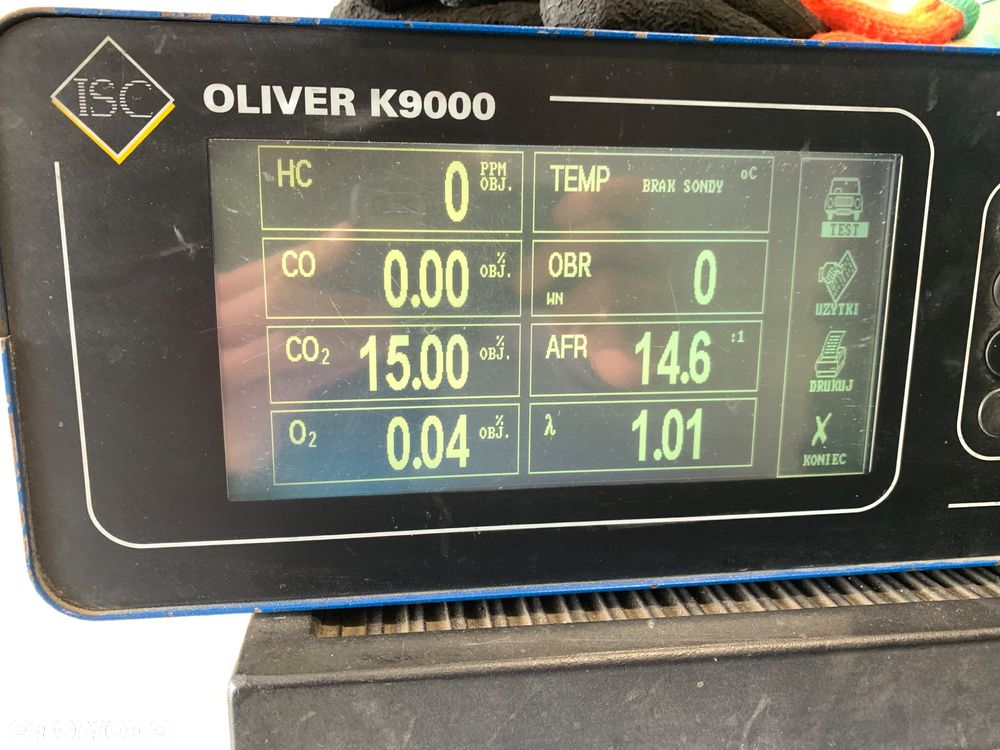 ISC
OLIVER K9000
HC 0 PPM OBJ.
TEMP BRAK SONDY °C
CO 0.00 % OBJ.
OBR WN 0
CO₂ 15.00 % OBJ.
AFR 14.6 :1
O₂ 0.04 % OBJ.
λ 1.01
TEST
UZYTKI
DRUKUJ
X
KONIEC
OTOMOTO